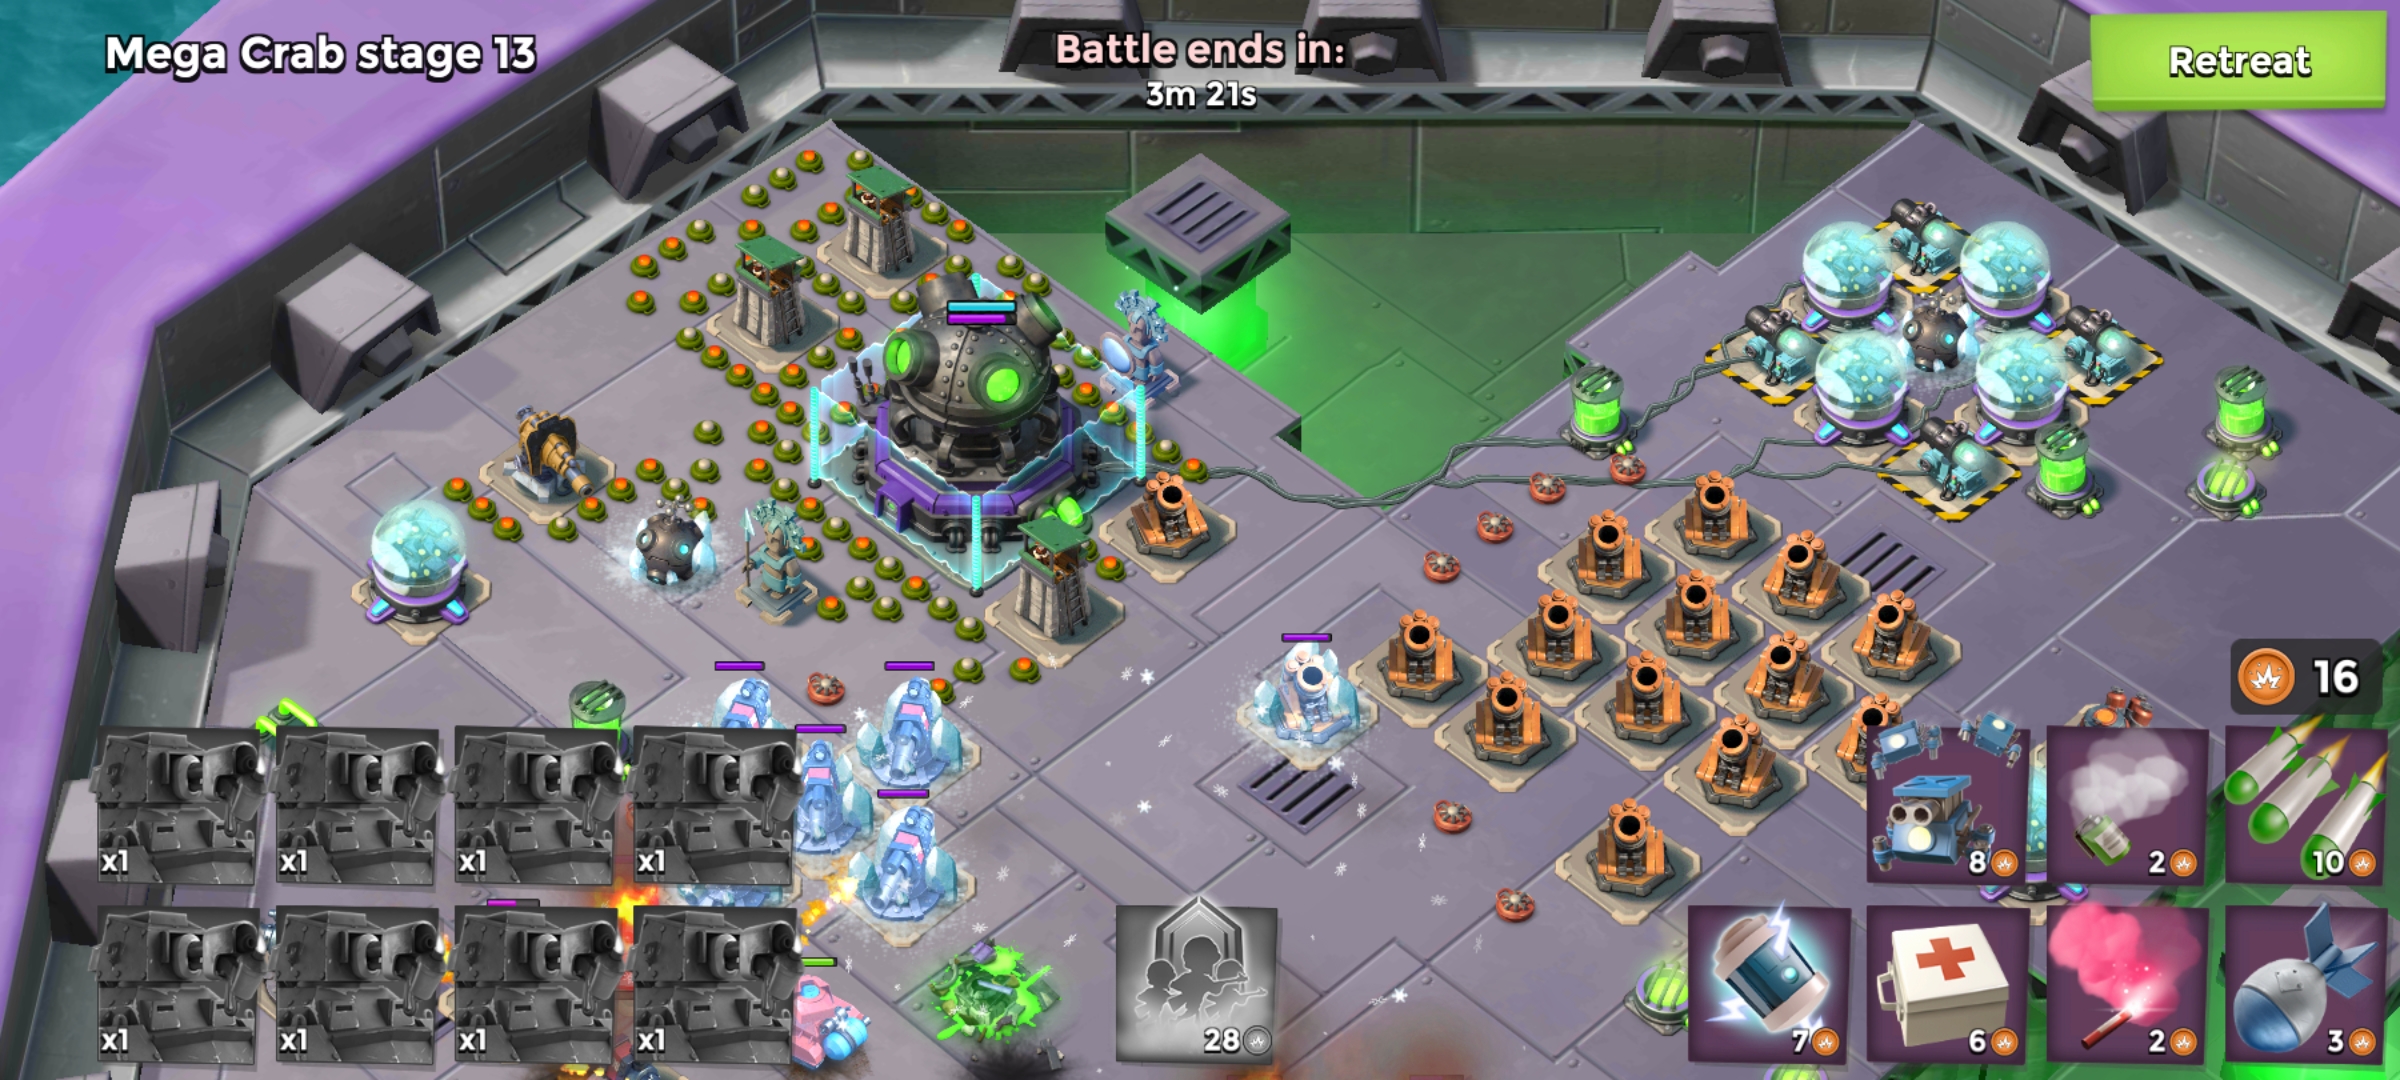 Mega Crab stage 13
Battle ends in:
3m 21s
Retreat
16
x1
x1
x1
x1
8
2
10
x1
x1
x1
x1
28
7
6
2
3